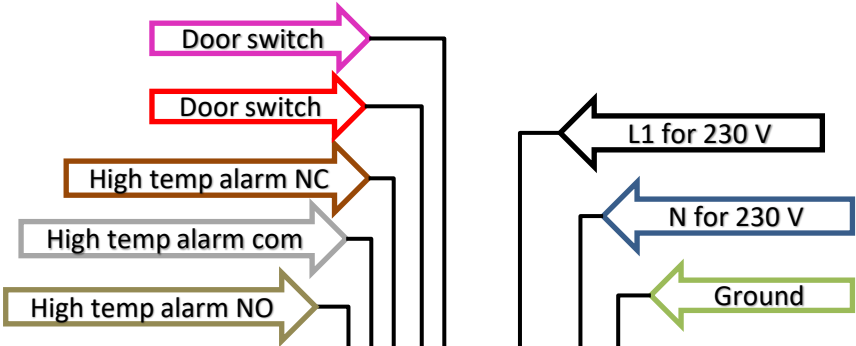 Door switch
Door switch
High temp alarm NC
High temp alarm com
High temp alarm NO
L1 for 230 V
N for 230 V
Ground